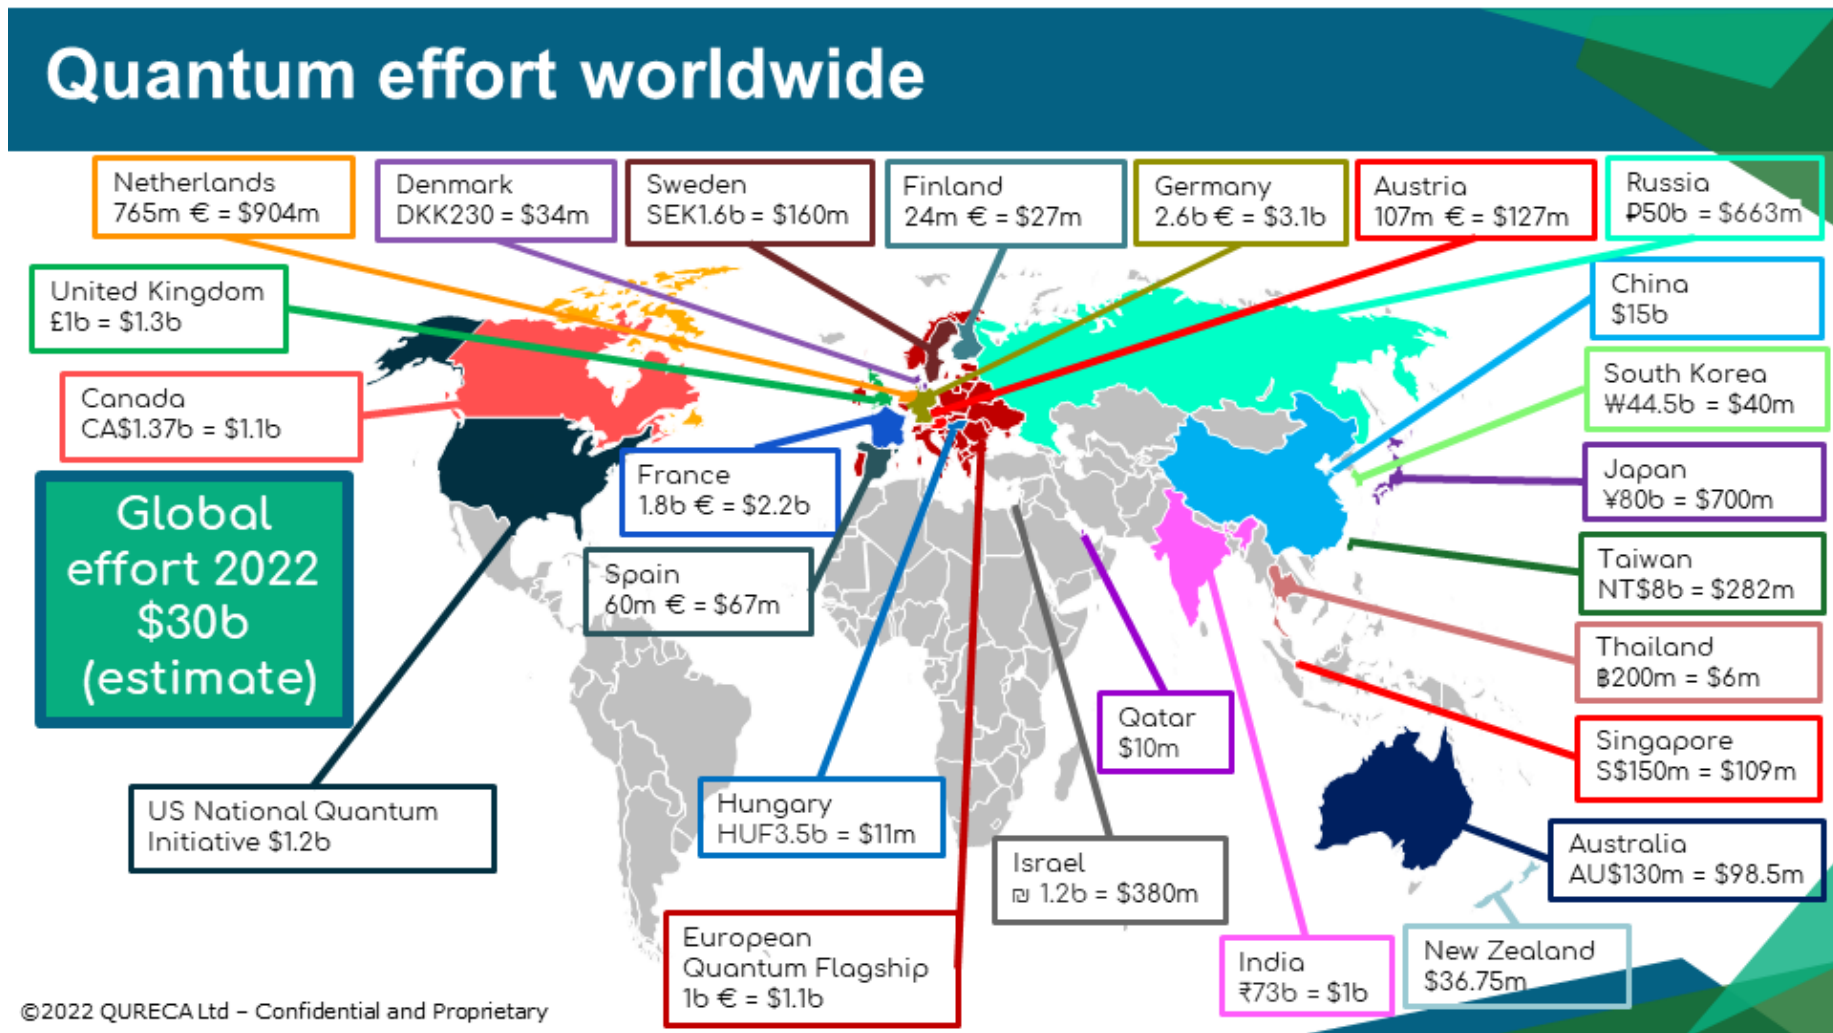 Quantum effort worldwide
Netherlands
765m € = $904m
Denmark
DKK230 = $34m
Sweden
SEK1.6b = $160m
Finland
24m € = $27m
Germany
2.6b € = $3.1b
Austria
107m € = $127m
Russia
₽50b = $663m
United Kingdom
£1b = $1.3b
China
$15b
Canada
CA$1.37b = $1.1b
South Korea
₩44.5b = $40m
France
1.8b € = $2.2b
Japan
¥80b = $700m
Global
effort 2022
$30b
(estimate)
Spain
60m € = $67m
Taiwan
NT$8b = $282m
Thailand
฿200m = $6m
Qatar
$10m
Singapore
S$150m = $109m
US National Quantum
Initiative $1.2b
Hungary
HUF3.5b = $11m
Israel
₪ 1.2b = $380m
Australia
AU$130m = $98.5m
European
Quantum Flagship
1b € = $1.1b
India
₹73b = $1b
New Zealand
$36.75m
©2022 QURECA Ltd – Confidential and Proprietary